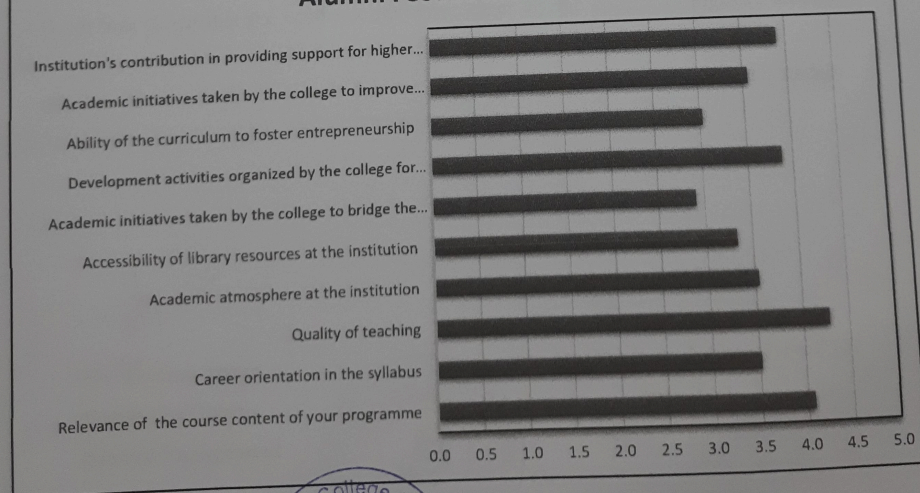 Institution's contribution in providing support for higher...
Academic initiatives taken by the college to improve...
Ability of the curriculum to foster entrepreneurship
Development activities organized by the college for...
Academic initiatives taken by the college to bridge the...
Accessibility of library resources at the institution
Academic atmosphere at the institution
Quality of teaching
Career orientation in the syllabus
Relevance of the course content of your programme
0.0 0.5 1.0 1.5 2.0 2.5 3.0 3.5 4.0 4.5 5.0
College